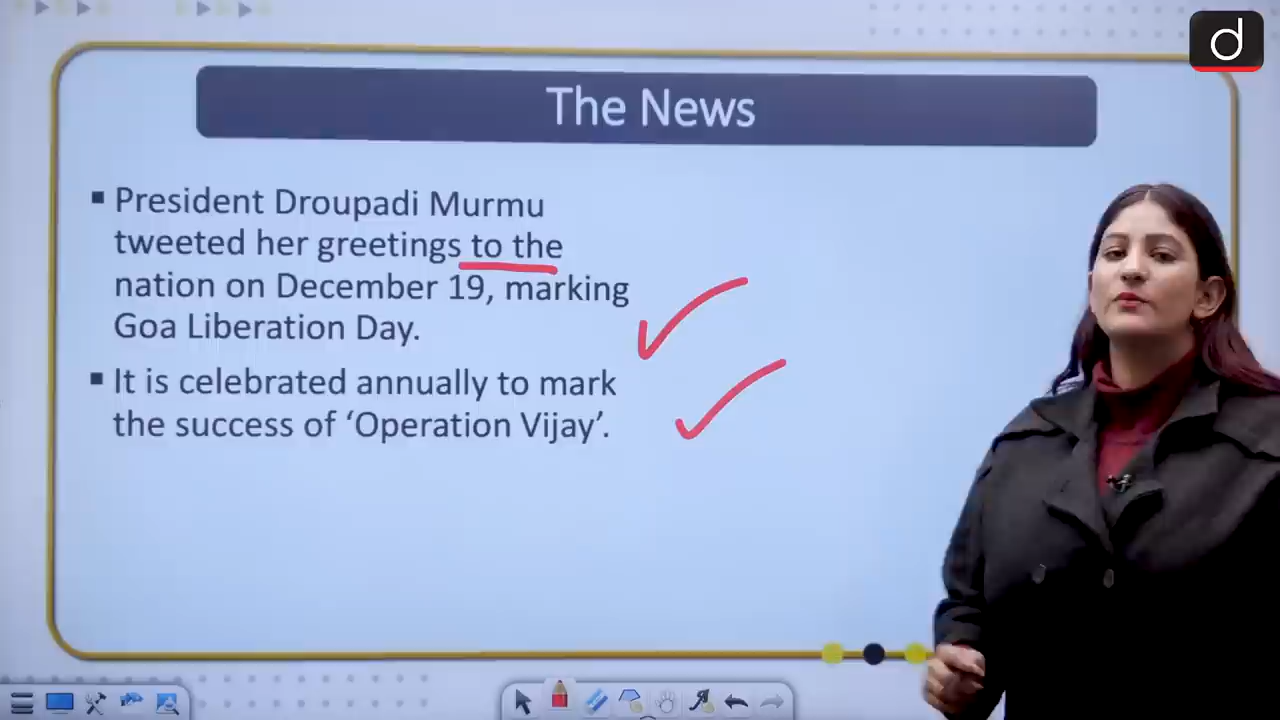 d
The News
▪ President Droupadi Murmu
tweeted her greetings to the
nation on December 19, marking
Goa Liberation Day.
▪ It is celebrated annually to mark
the success of ‘Operation Vijay’.